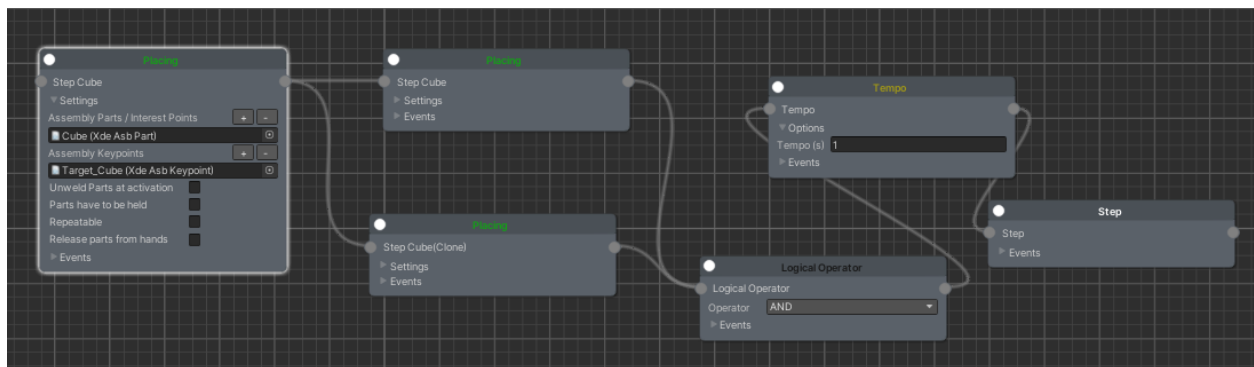 Placing
Step Cube
Settings
Assembly Parts / Interest Points + -
Cube (Xde Asb Part)
Assembly Keypoints + -
Target_Cube (Xde Asb Keypoint)
Unweld Parts at activation
Parts have to be held
Repeatable
Release parts from hands
Events
Placing
Step Cube
Settings
Events
Placing
Step Cube(Clone)
Settings
Events
Logical Operator
Logical Operator
Operator AND
Events
Tempo
Tempo
Options
Tempo (s) 1
Events
Step
Step
Events